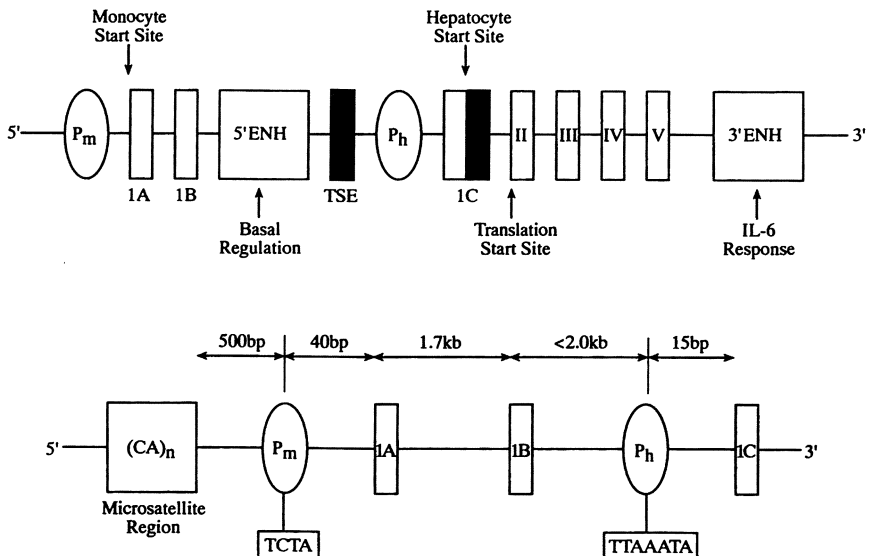 Monocyte
Start Site
Hepatocyte
Start Site
5'
Pm
5'ENH
Ph
II
III
IV
V
3'ENH
3'
1A
1B
TSE
1C
Basal
Regulation
Translation
Start Site
IL-6
Response
500bp
40bp
1.7kb
<2.0kb
15bp
5'
(CA)n
Pm
1A
1B
Ph
1C
3'
Microsatellite
Region
TCTA
TTAAATA